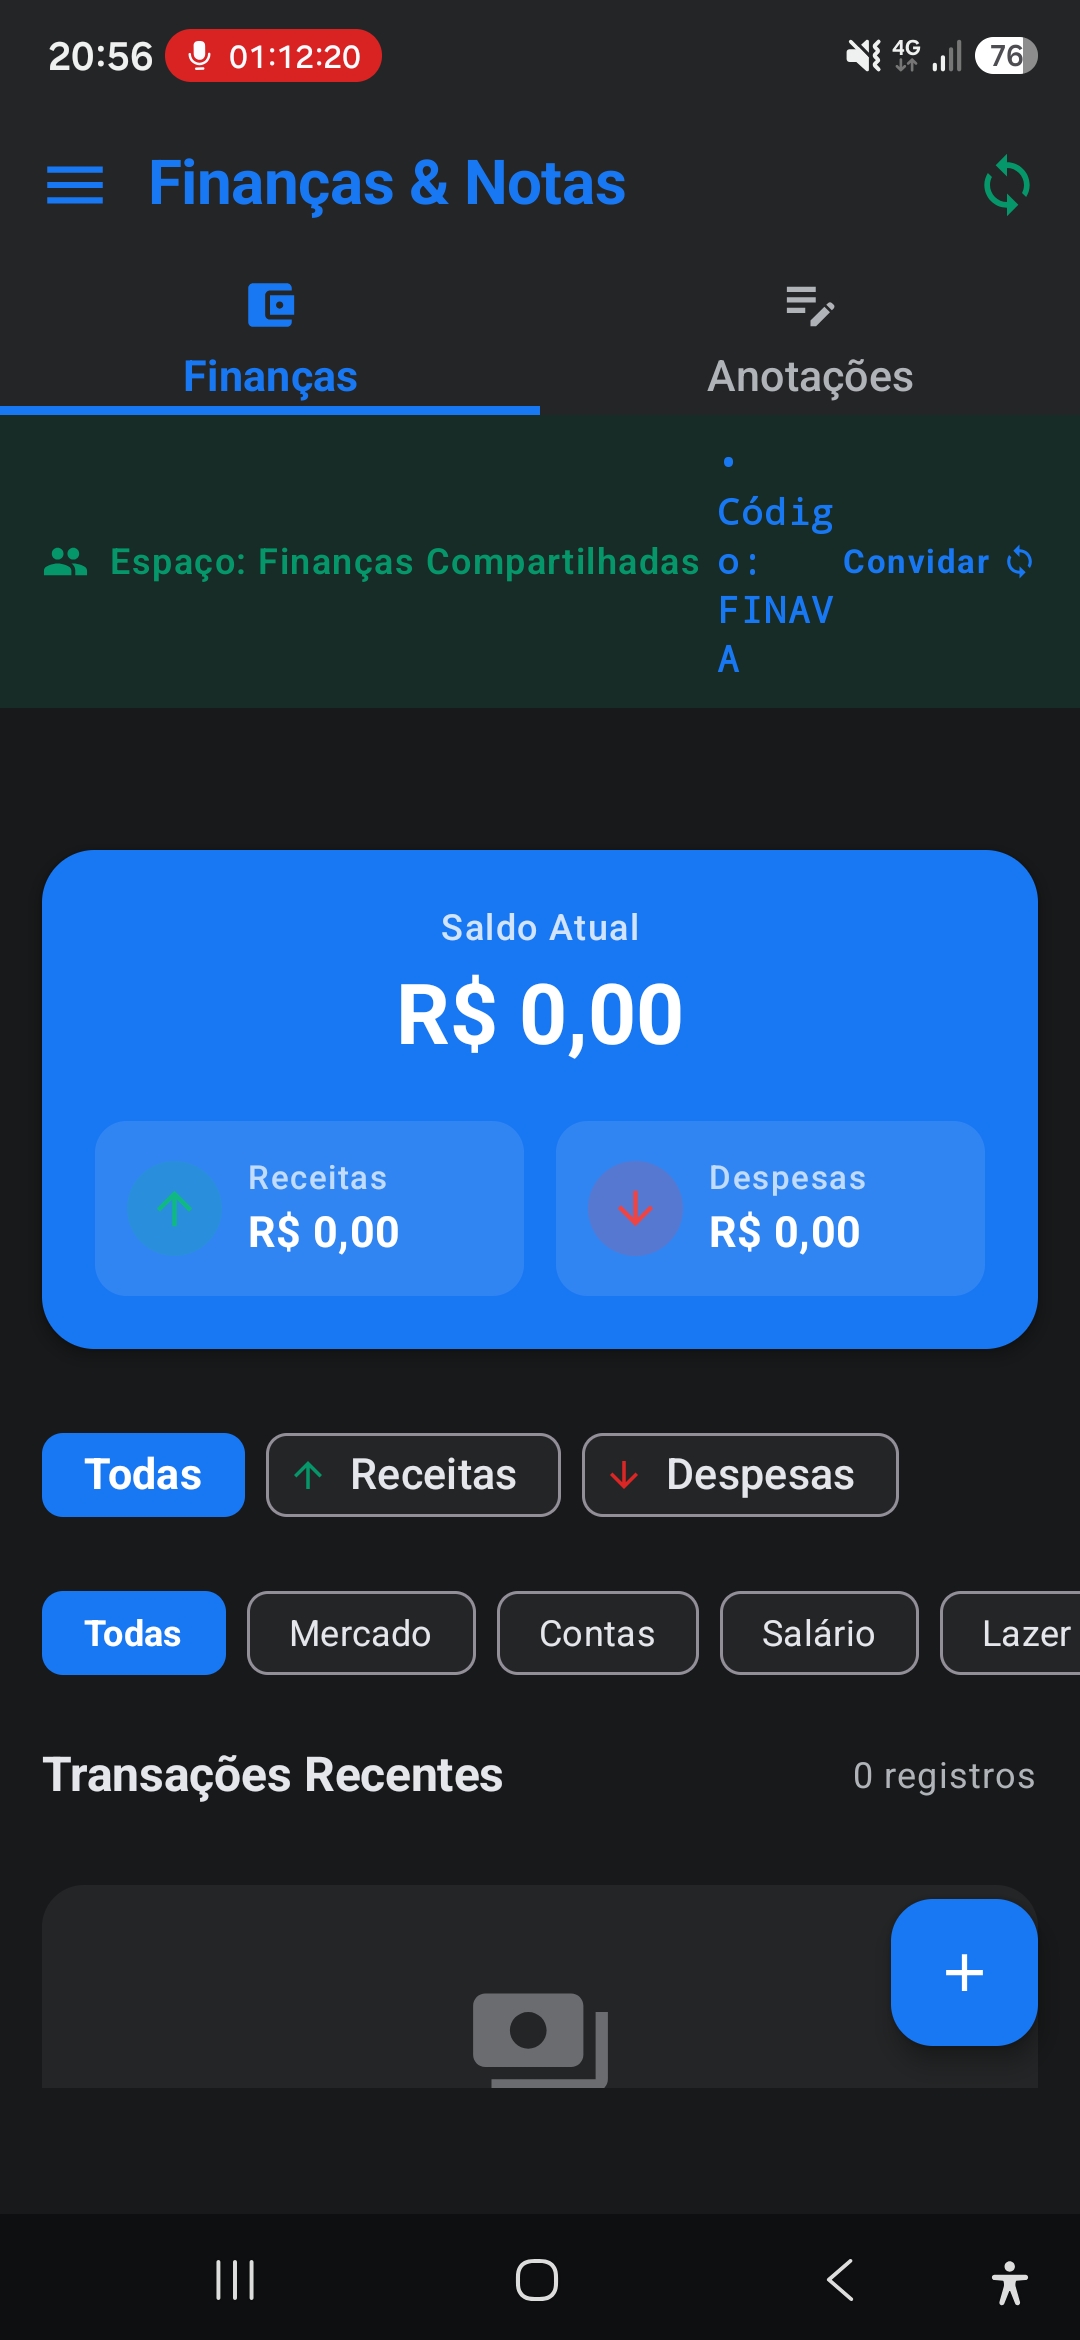 20:56 01:12:20 4G 76
Finanças & Notas
Finanças Anotações
Espaço: Finanças Compartilhadas
•
Códig
o:
FINAV
A
Convidar
Saldo Atual
R$ 0,00
Receitas
R$ 0,00
Despesas
R$ 0,00
Todas Receitas Despesas
Todas Mercado Contas Salário Lazer
Transações Recentes 0 registros